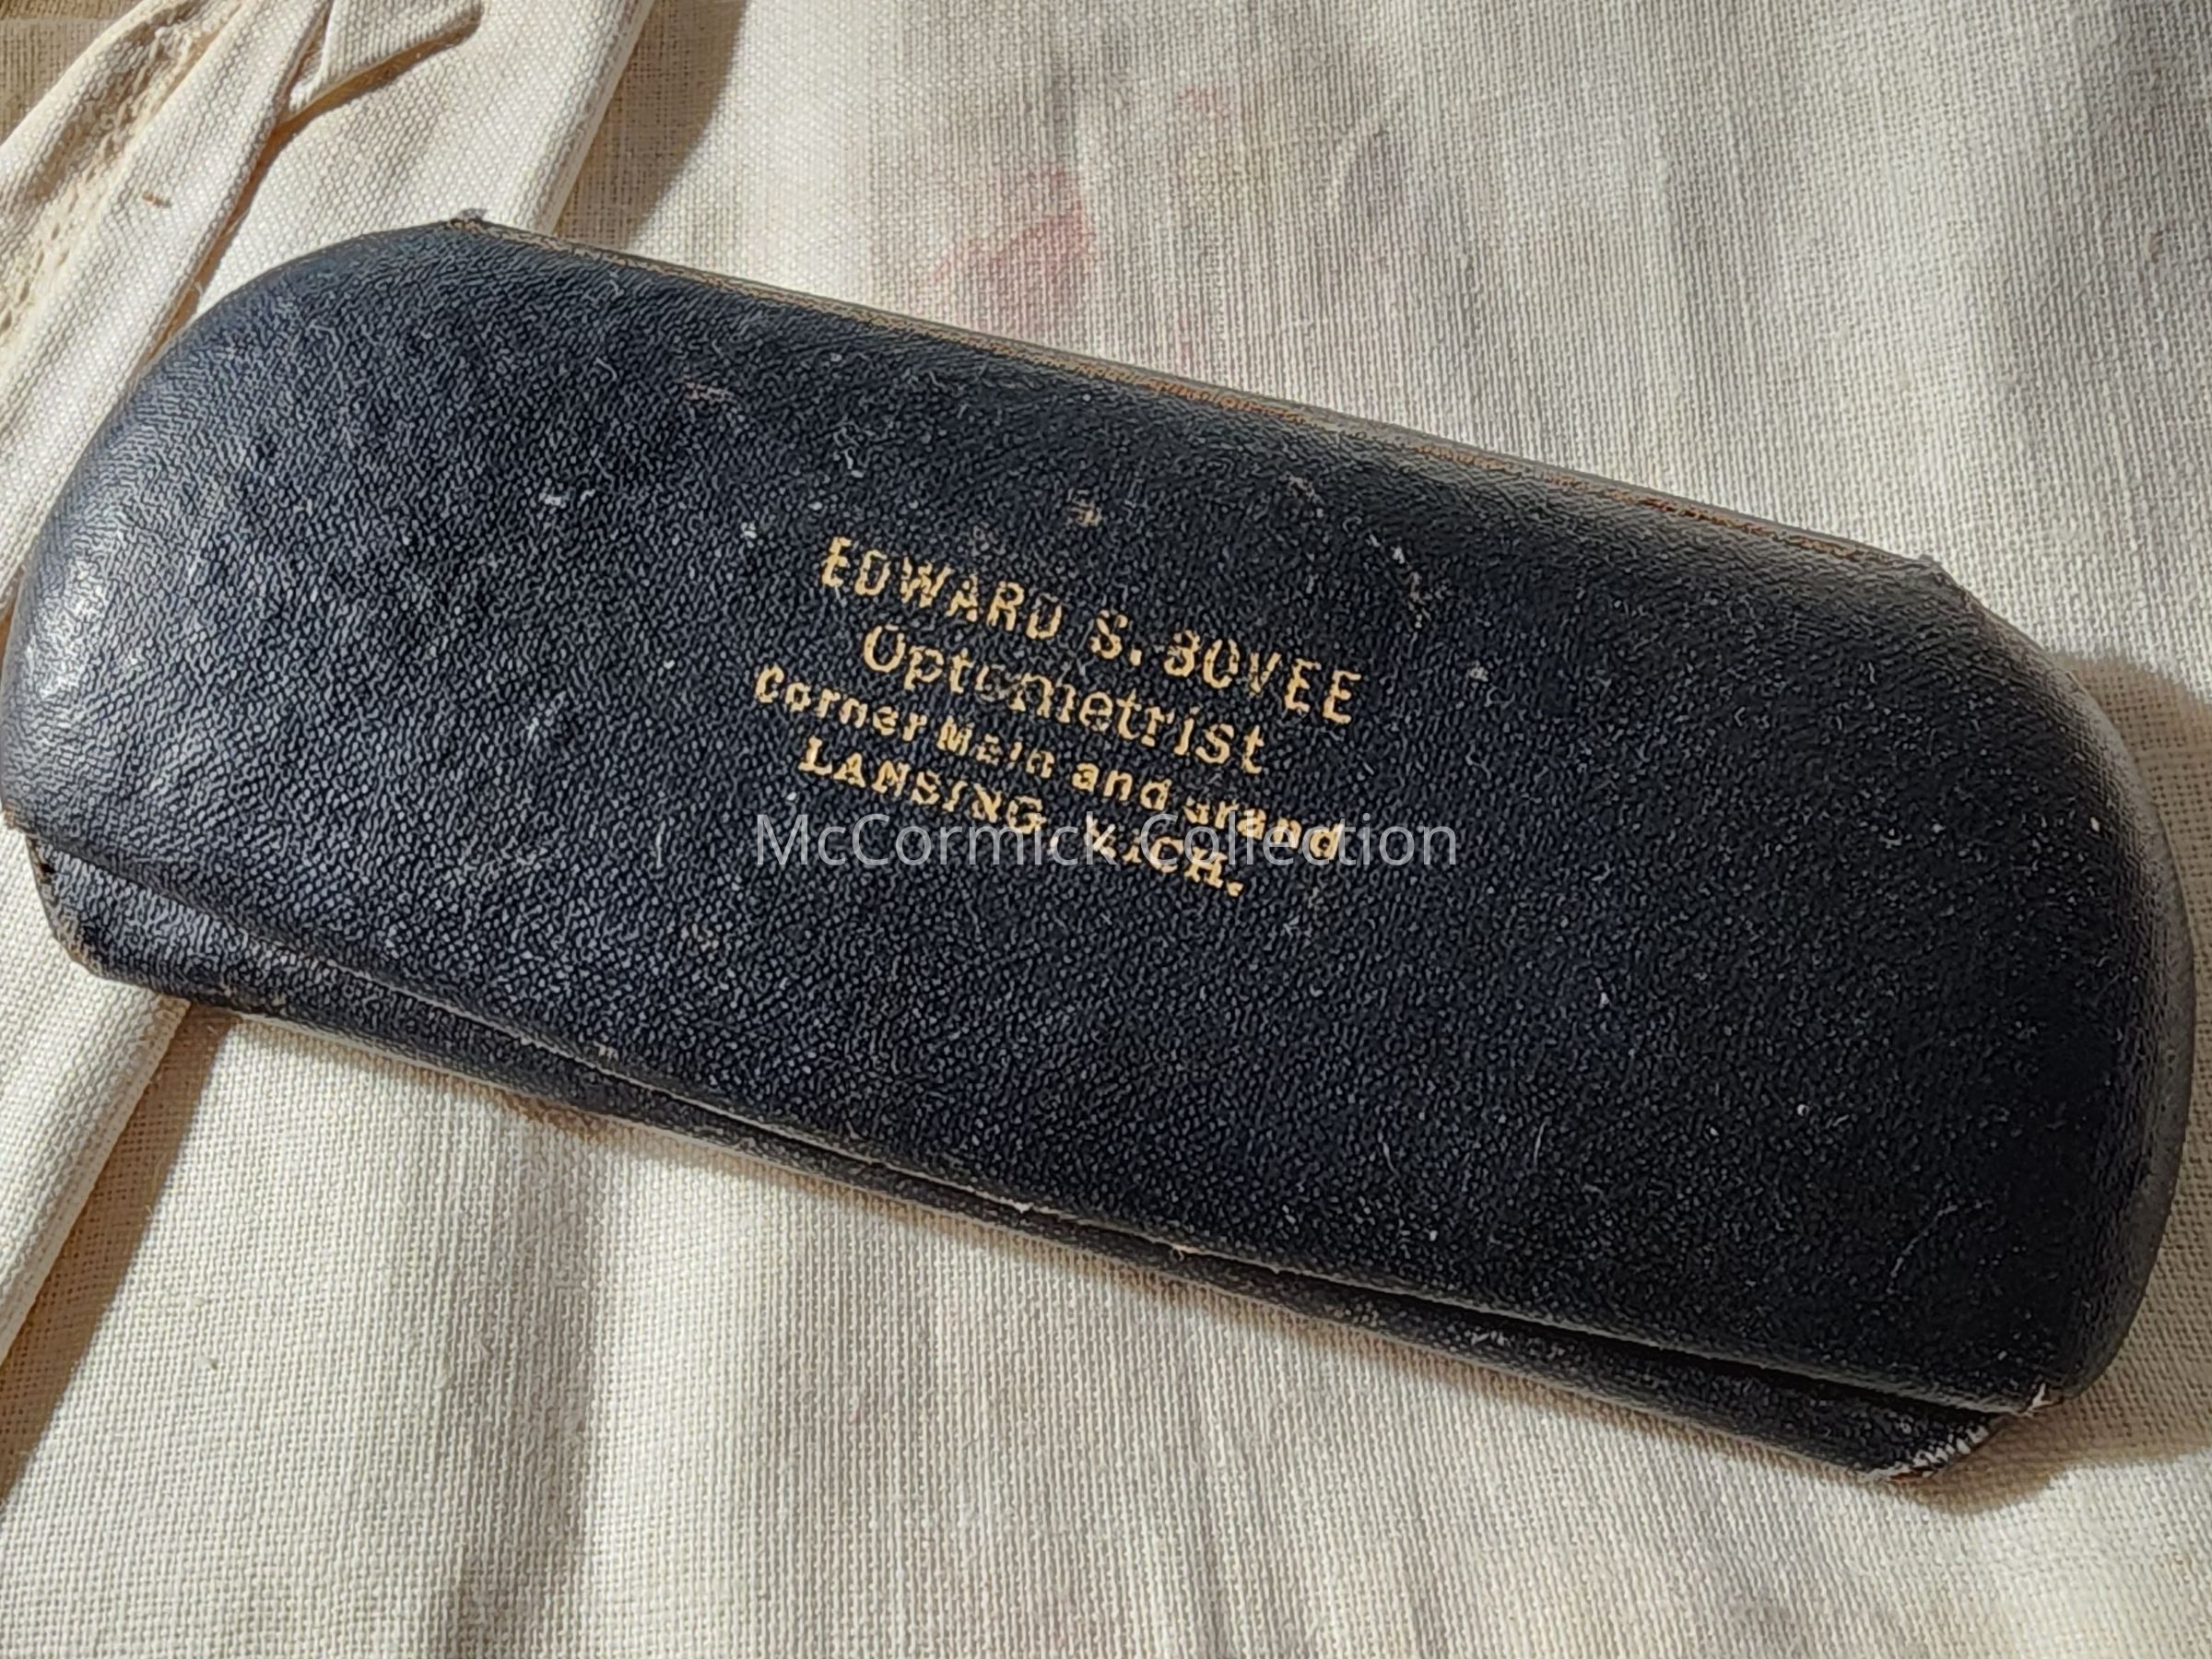 EDWARD S. BOVEE
Optometrist
Corner Main and Grand
LANSING, MICH.
McCormick Collection